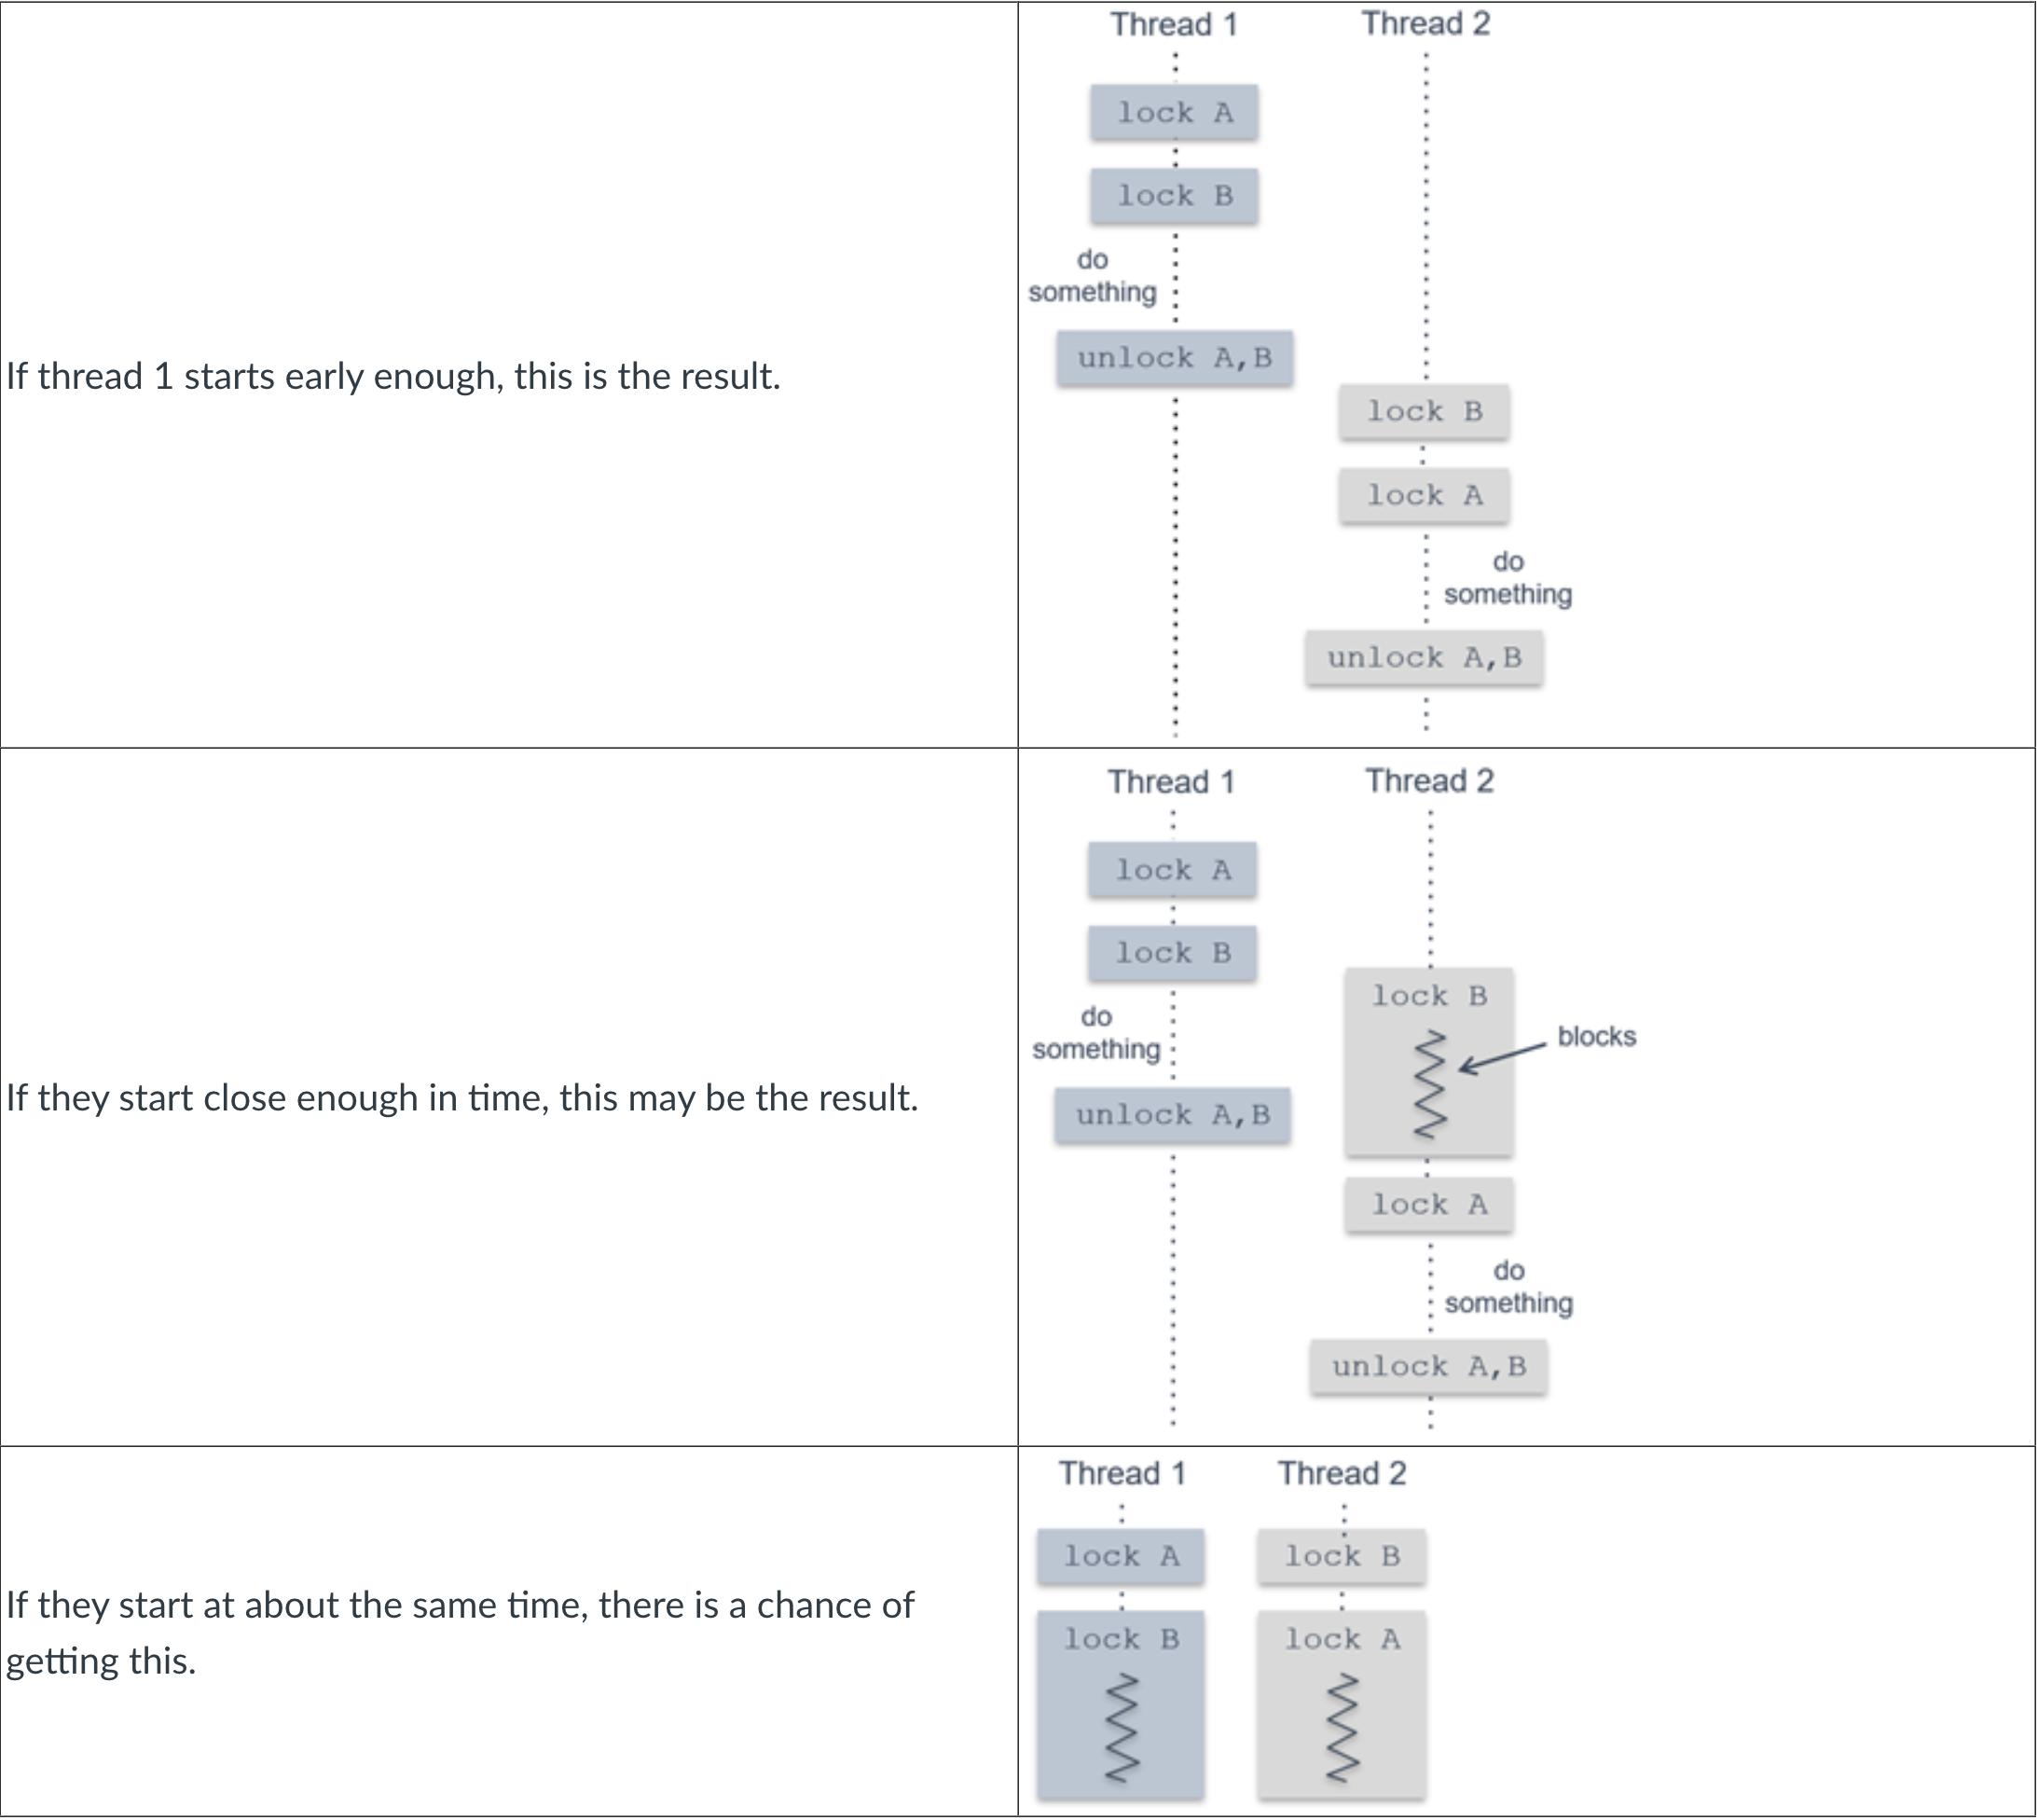 Thread 1 Thread 2
lock A
lock B
do
something
unlock A,B
If thread 1 starts early enough, this is the result.
lock B
lock A
do
something
unlock A,B
Thread 1 Thread 2
lock A
lock B
do
something
unlock A,B
lock B
blocks
If they start close enough in time, this may be the result.
lock A
do
something
unlock A,B
Thread 1 Thread 2
lock A lock B
lock B lock A
If they start at about the same time, there is a chance of
getting this.